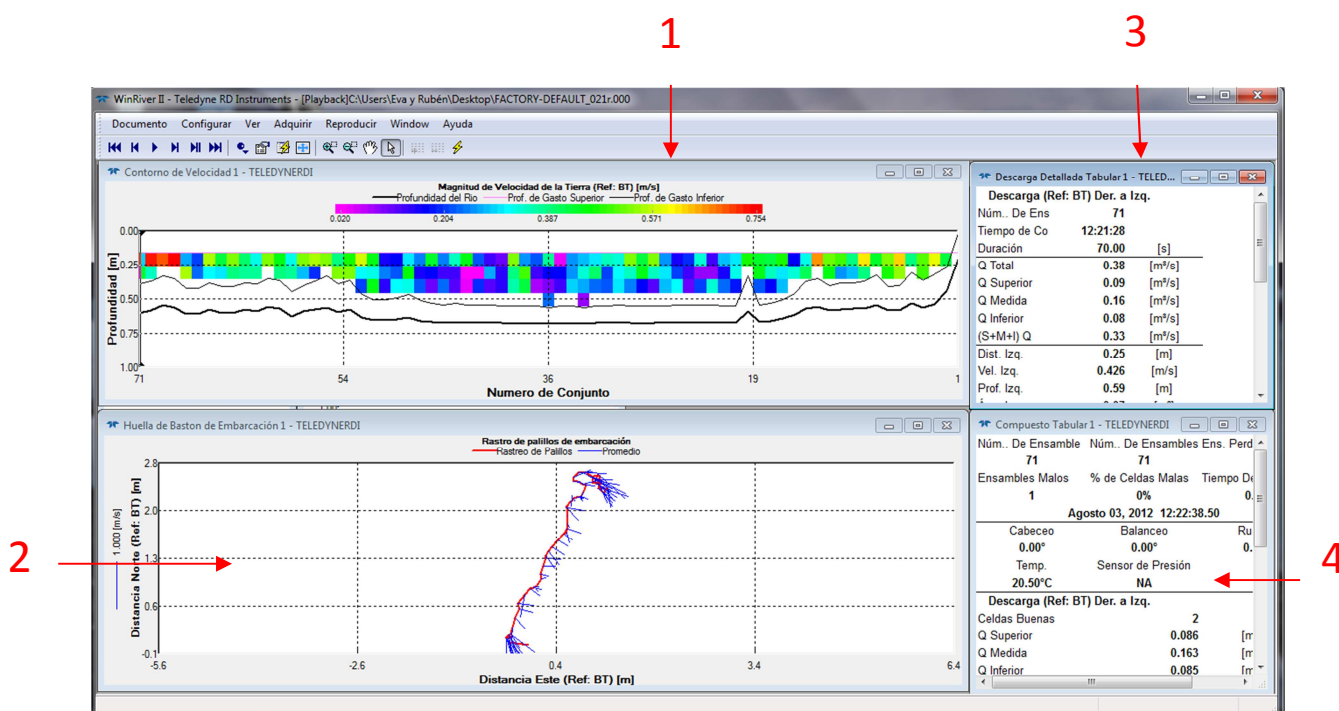 1
3
WinRiver II - Teledyne RD Instruments - [Playback]C:\Users\Eva y Rubén\Desktop\FACTORY-DEFAULT_021r.000
Documento Configurar Ver Adquirir Reproducir Window Ayuda
Contorno de Velocidad 1 - TELEDYNERDI
Magnitud de Velocidad de la Tierra (Ref: BT) [m/s]
Profundidad del Rio Prof. de Gasto Superior Prof. de Gasto Inferior
0.020 0.204 0.387 0.571 0.754
Profundidad [m]
0.00
0.25
0.50
0.75
1.00
71 54 36 19 1
Numero de Conjunto
Descarga Detallada Tabular 1 - TELED...
Descarga (Ref: BT) Der. a Izq.
Núm.. De Ens 71
Tiempo de Co 12:21:28
Duración 70.00 [s]
Q Total 0.38 [m³/s]
Q Superior 0.09 [m³/s]
Q Medida 0.16 [m³/s]
Q Inferior 0.08 [m³/s]
(S+M+I) Q 0.33 [m³/s]
Dist. Izq. 0.25 [m]
Vel. Izq. 0.426 [m/s]
Prof. Izq. 0.59 [m]
2
Huella de Baston de Embarcación 1 - TELEDYNERDI
Rastro de palillos de embarcación
Rastreo de Palillos Promedio
1.000 [m/s]
Distancia Norte (Ref: BT) [m]
2.8
2.0
1.3
0.6
-0.1
-5.6 -2.6 0.4 3.4 6.4
Distancia Este (Ref: BT) [m]
4
Compuesto Tabular 1 - TELEDYNERDI
Núm.. De Ensamble Núm.. De Ensambles Ens. Perd
71 71
Ensambles Malos % de Celdas Malas Tiempo De
1 0% 0.
Agosto 03, 2012 12:22:38.50
Cabeceo Balanceo Ru
0.00° 0.00° 0.
Temp. Sensor de Presión
20.50°C NA
Descarga (Ref: BT) Der. a Izq.
Celdas Buenas 2
Q Superior 0.086 [m
Q Medida 0.163 [m
Q Inferior 0.085 [m